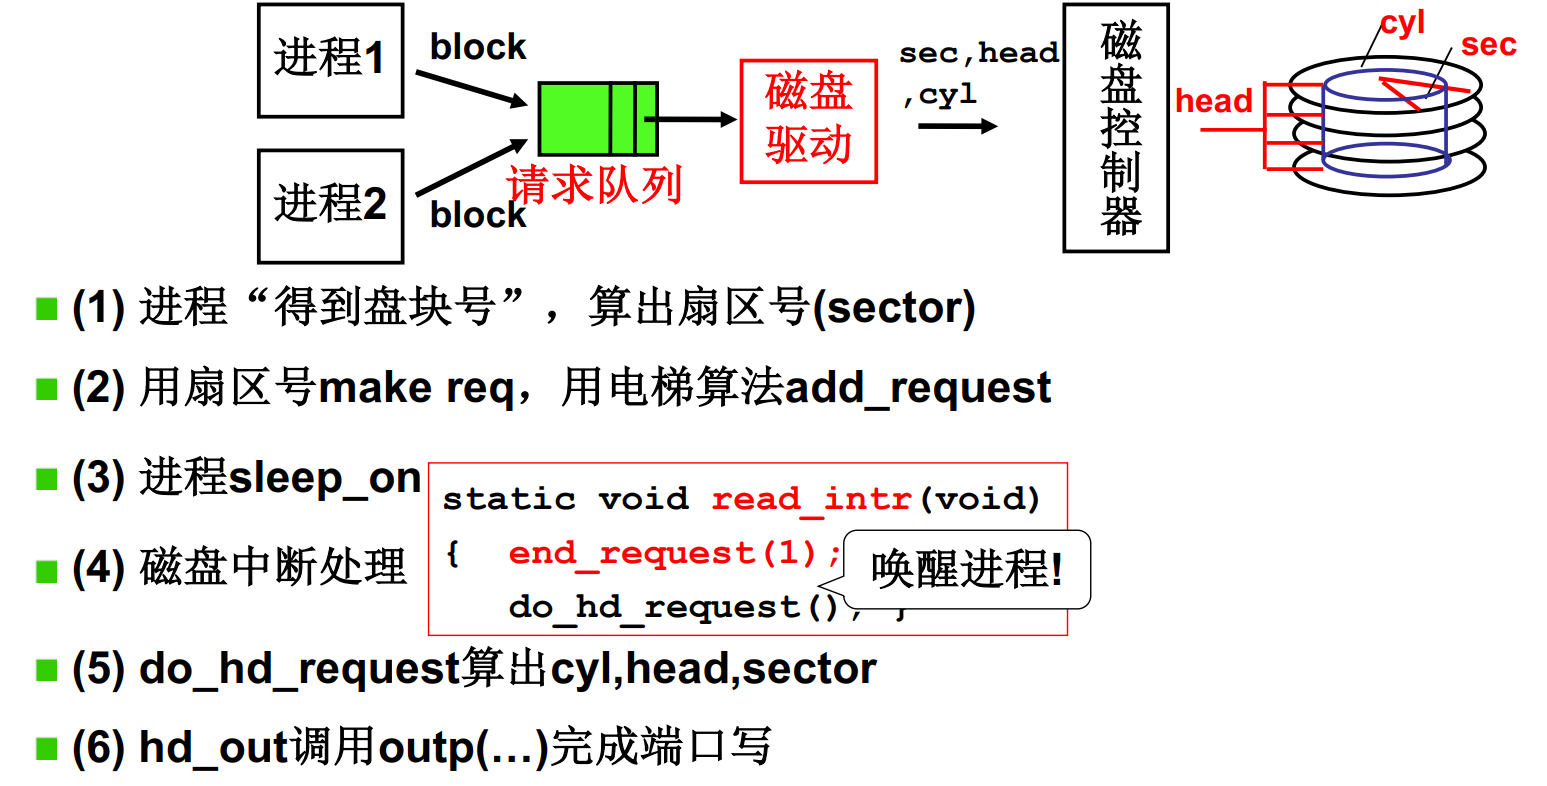 进程1
block
进程2
block
请求队列
磁盘
驱动
sec,head
,cyl
磁盘控制器
head
cyl
sec
(1) 进程“得到盘块号”，算出扇区号(sector)
(2) 用扇区号make req，用电梯算法add_request
(3) 进程sleep_on
static void read_intr(void)
{ end_request(1);
do_hd_request(); }
唤醒进程!
(4) 磁盘中断处理
(5) do_hd_request算出cyl,head,sector
(6) hd_out调用outp(…)完成端口写